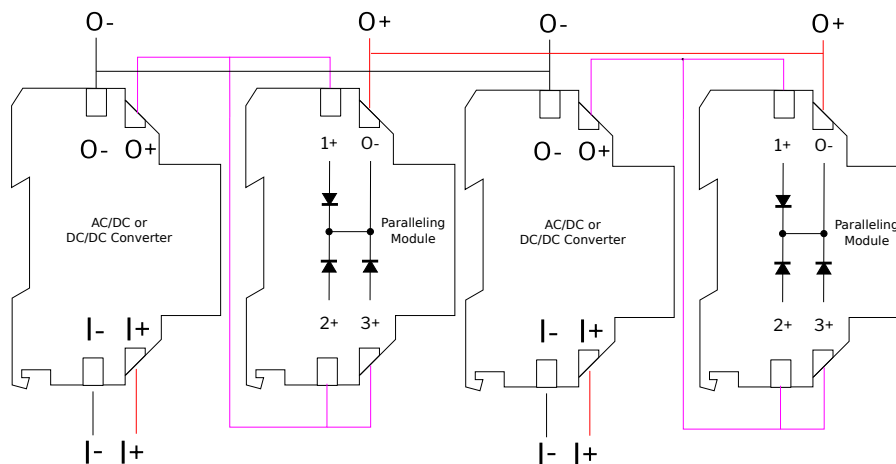 O- O+ O- O+
O- O+ 1+ O- O- O+ 1+ O-
AC/DC or
DC/DC Converter
Paralleling
Module
AC/DC or
DC/DC Converter
Paralleling
Module
I- I+ 2+ 3+ I- I+ 2+ 3+
I- I+ I- I+